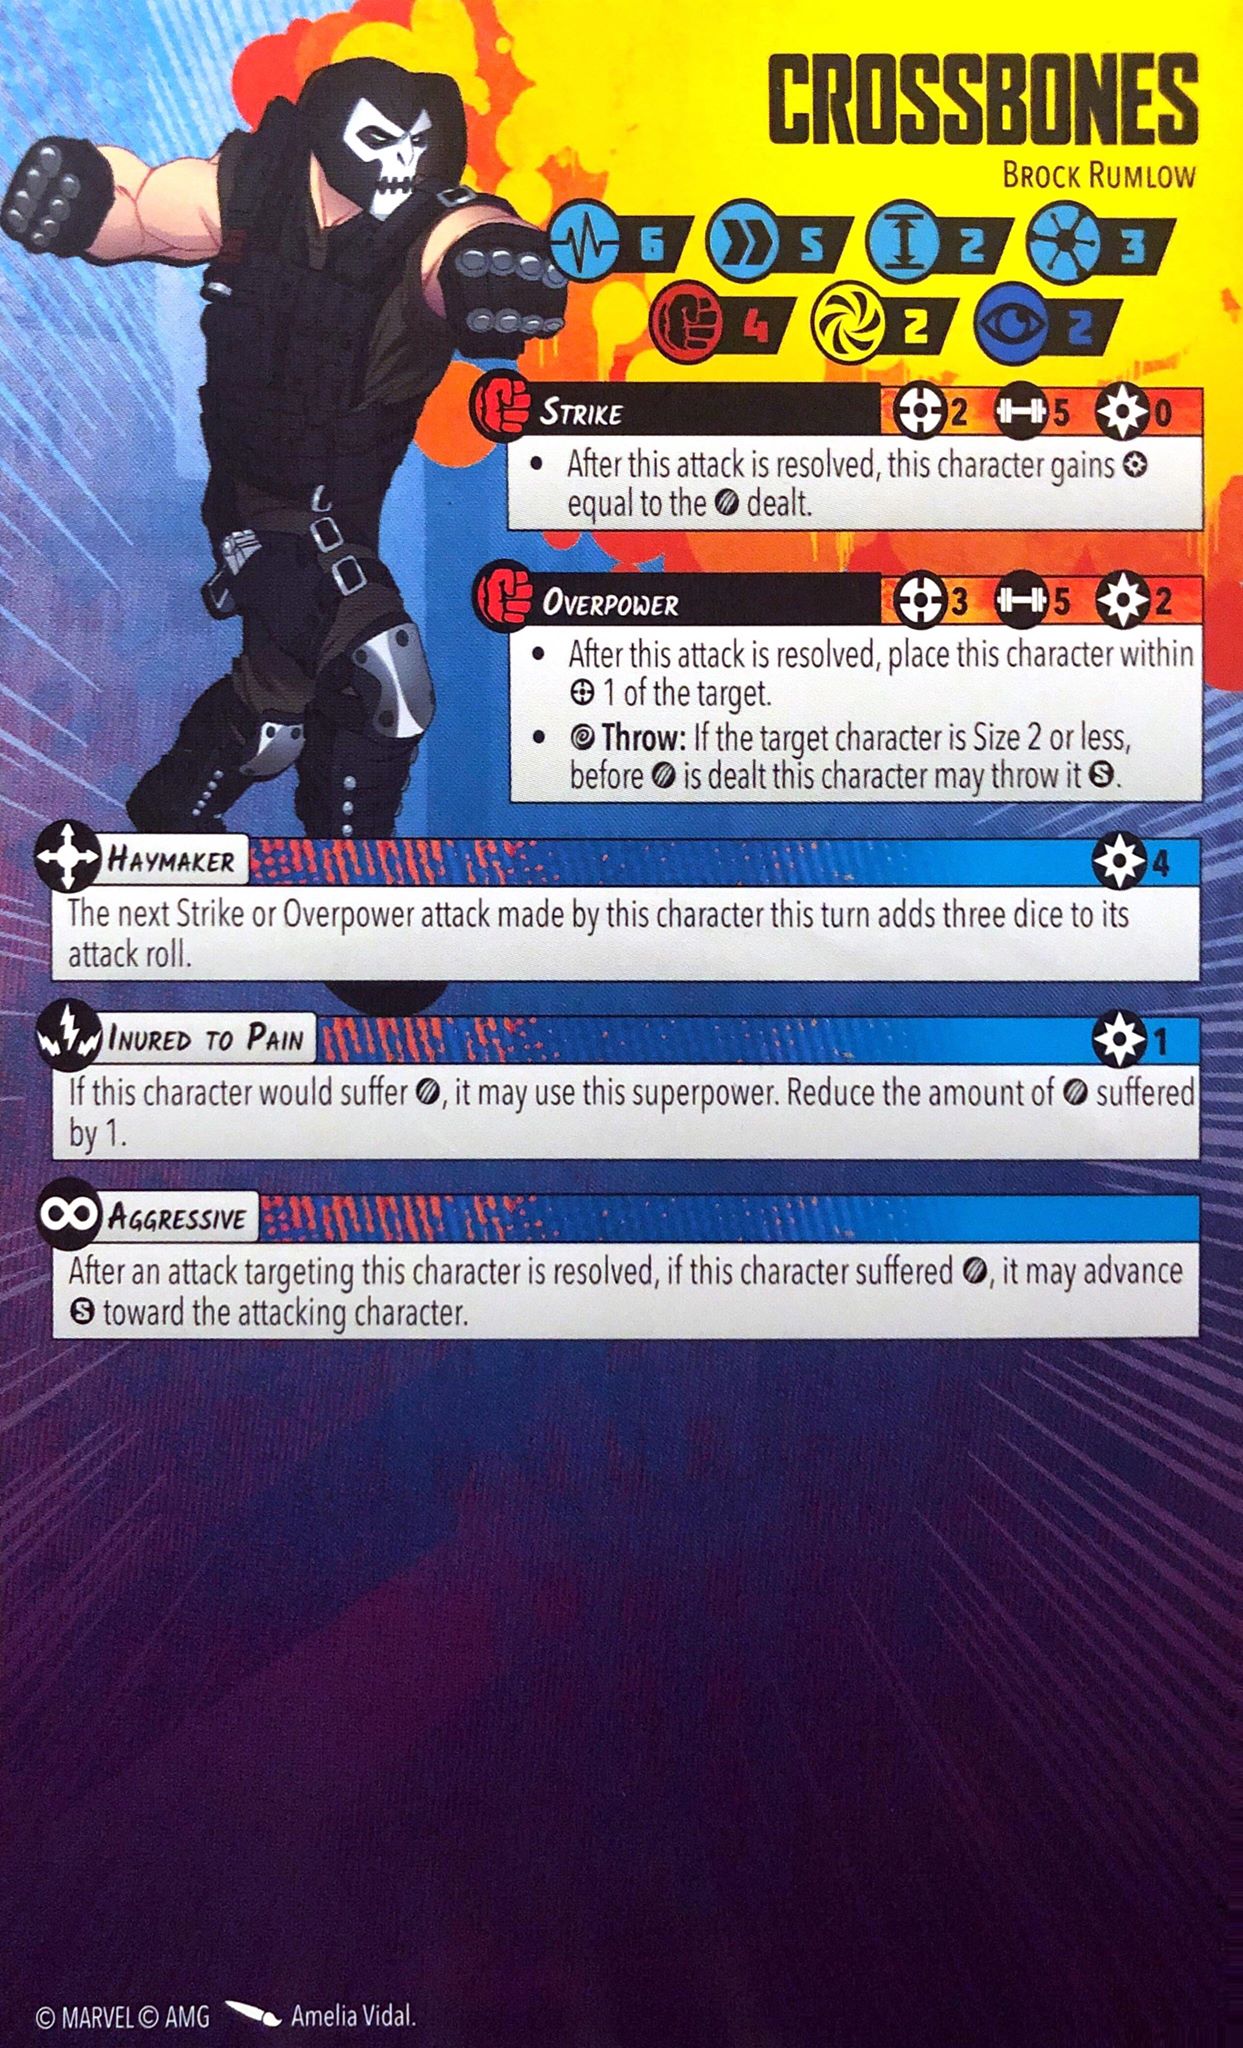 CROSSBONES
BROCK RUMLOW
6 5 2 3
4 2 2
STRIKE 2 5 0
• After this attack is resolved, this character gains
equal to the dealt.
OVERPOWER 3 5 2
• After this attack is resolved, place this character within
1 of the target.
• Throw: If the target character is Size 2 or less,
before is dealt this character may throw it S.
HAYMAKER 4
The next Strike or Overpower attack made by this character this turn adds three dice to its
attack roll.
INURED TO PAIN 1
If this character would suffer , it may use this superpower. Reduce the amount of suffered
by 1.
AGGRESSIVE
After an attack targeting this character is resolved, if this character suffered , it may advance
S toward the attacking character.
© MARVEL © AMG Amelia Vidal.